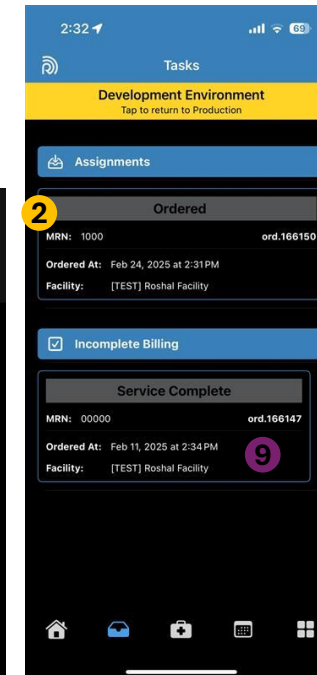 2:32
69
Tasks
Development Environment
Tap to return to Production
Assignments
2
Ordered
MRN: 1000 ord.166150
Ordered At: Feb 24, 2025 at 2:31 PM
Facility: [TEST] Roshal Facility
Incomplete Billing
Service Complete
MRN: 00000 ord.166147
Ordered At: Feb 11, 2025 at 2:34 PM
Facility: [TEST] Roshal Facility
9